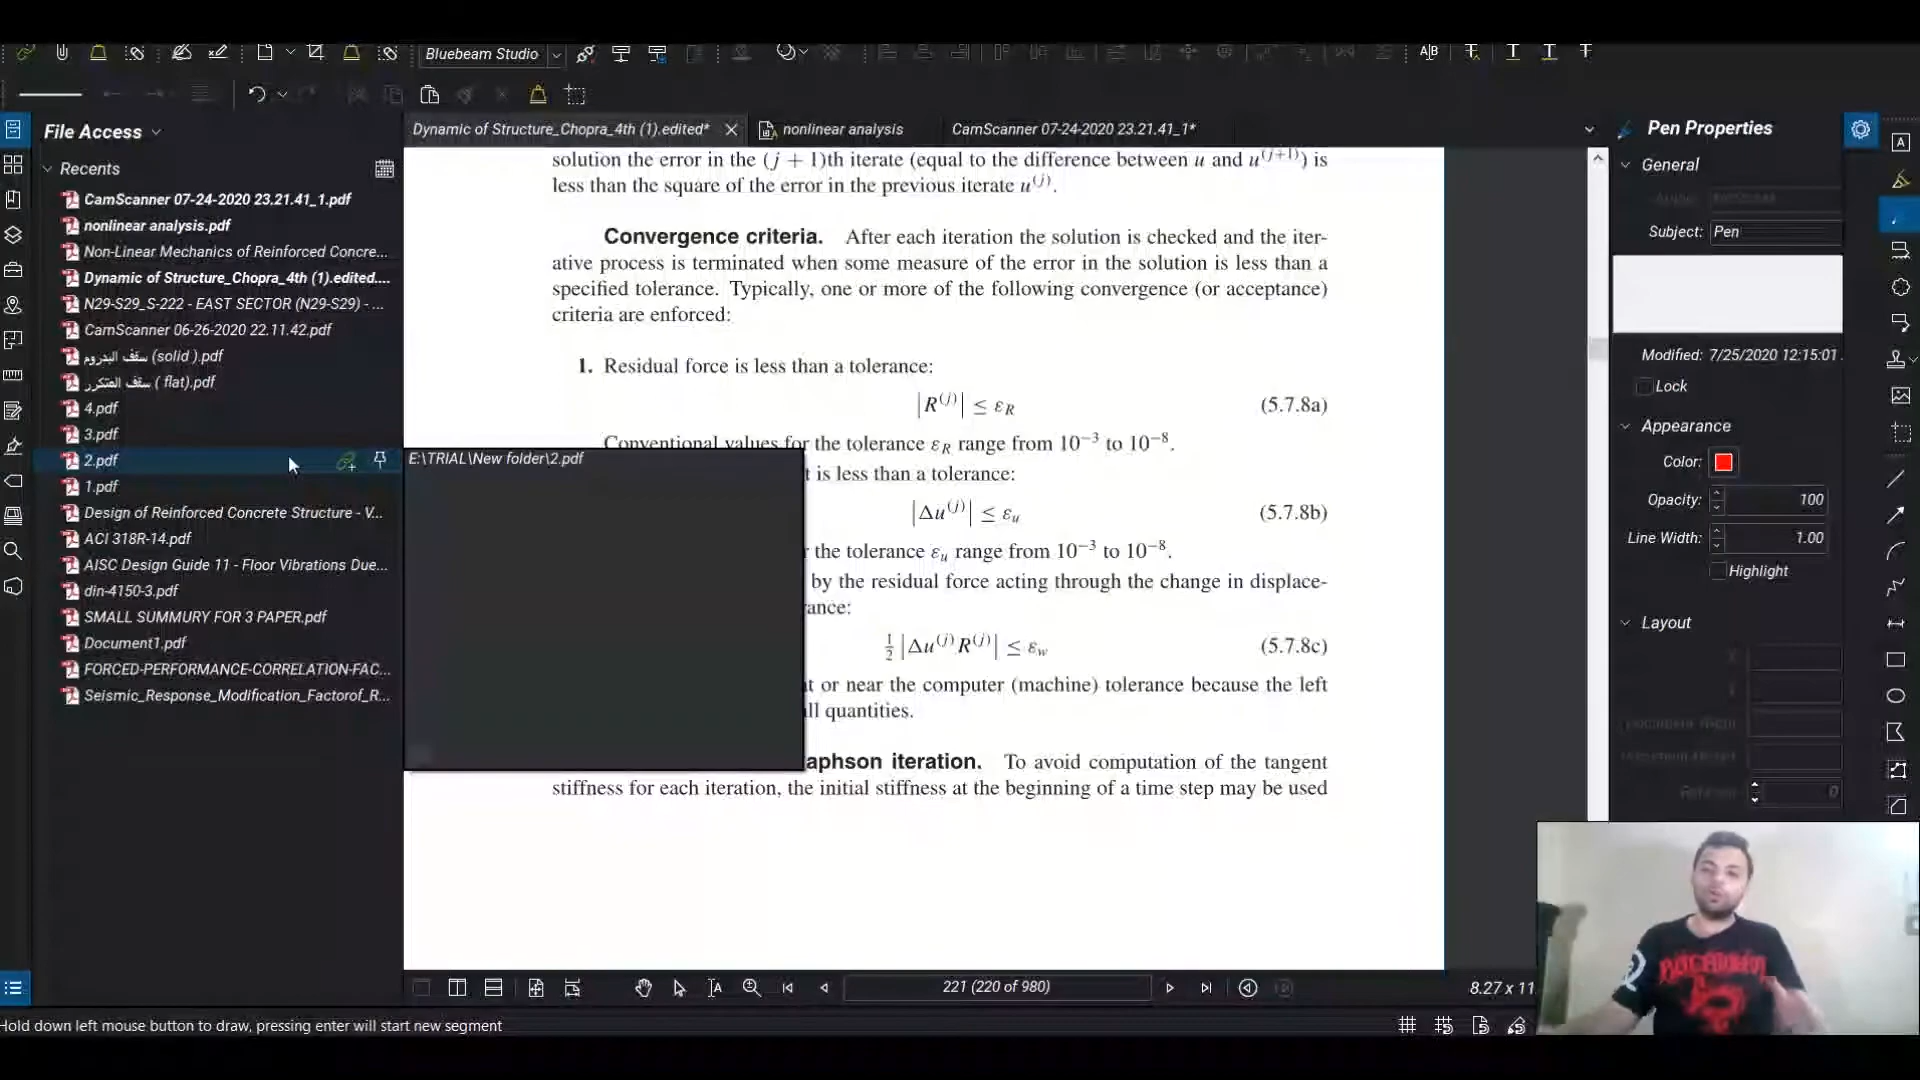 Bluebeam Studio
File Access
Recents
CamScanner 07-24-2020 23.21.41_1.pdf
nonlinear analysis.pdf
Non-Linear Mechanics of Reinforced Concre...
Dynamic of Structure_Chopra_4th (1).edited....
N29-S29_S-222 - EAST SECTOR (N29-S29) - ...
CamScanner 06-26-2020 22.11.42.pdf
سقف البدروم (solid ).pdf
سقف المتكرر ( flat).pdf
4.pdf
3.pdf
2.pdf
1.pdf
Design of Reinforced Concrete Structure - V...
ACI 318R-14.pdf
AISC Design Guide 11 - Floor Vibrations Due...
din-4150-3.pdf
SMALL SUMMURY FOR 3 PAPER.pdf
Document1.pdf
FORCED-PERFORMANCE-CORRELATION-FAC...
Seismic_Response_Modification_Factorof_R...
Dynamic of Structure_Chopra_4th (1).edited*
nonlinear analysis
CamScanner 07-24-2020 23.21.41_1*
solution the error in the (j + 1)th iterate (equal to the difference between u and u^(j+1)) is
less than the square of the error in the previous iterate u^(j).
Convergence criteria. After each iteration the solution is checked and the iter-
ative process is terminated when some measure of the error in the solution is less than a
specified tolerance. Typically, one or more of the following convergence (or acceptance)
criteria are enforced:
1. Residual force is less than a tolerance:
|R^(j)| ≤ ε_R (5.7.8a)
Conventional values for the tolerance ε_R range from 10^−3 to 10^−8.
E:\TRIAL\New folder\2.pdf
t is less than a tolerance:
|Δu^(j)| ≤ ε_u (5.7.8b)
the tolerance ε_u range from 10^−3 to 10^−8.
by the residual force acting through the change in displace-
ance:
½ |Δu^(j) R^(j)| ≤ ε_w (5.7.8c)
or near the computer (machine) tolerance because the left
ll quantities.
aphson iteration. To avoid computation of the tangent
stiffness for each iteration, the initial stiffness at the beginning of a time step may be used
221 (220 of 980)
8.27 x 11
Hold down left mouse button to draw, pressing enter will start new segment
Pen Properties
General
Subject: Pen
Modified: 7/25/2020 12:15:01
Lock
Appearance
Color:
Opacity: 100
Line Width: 1.00
Highlight
Layout
0